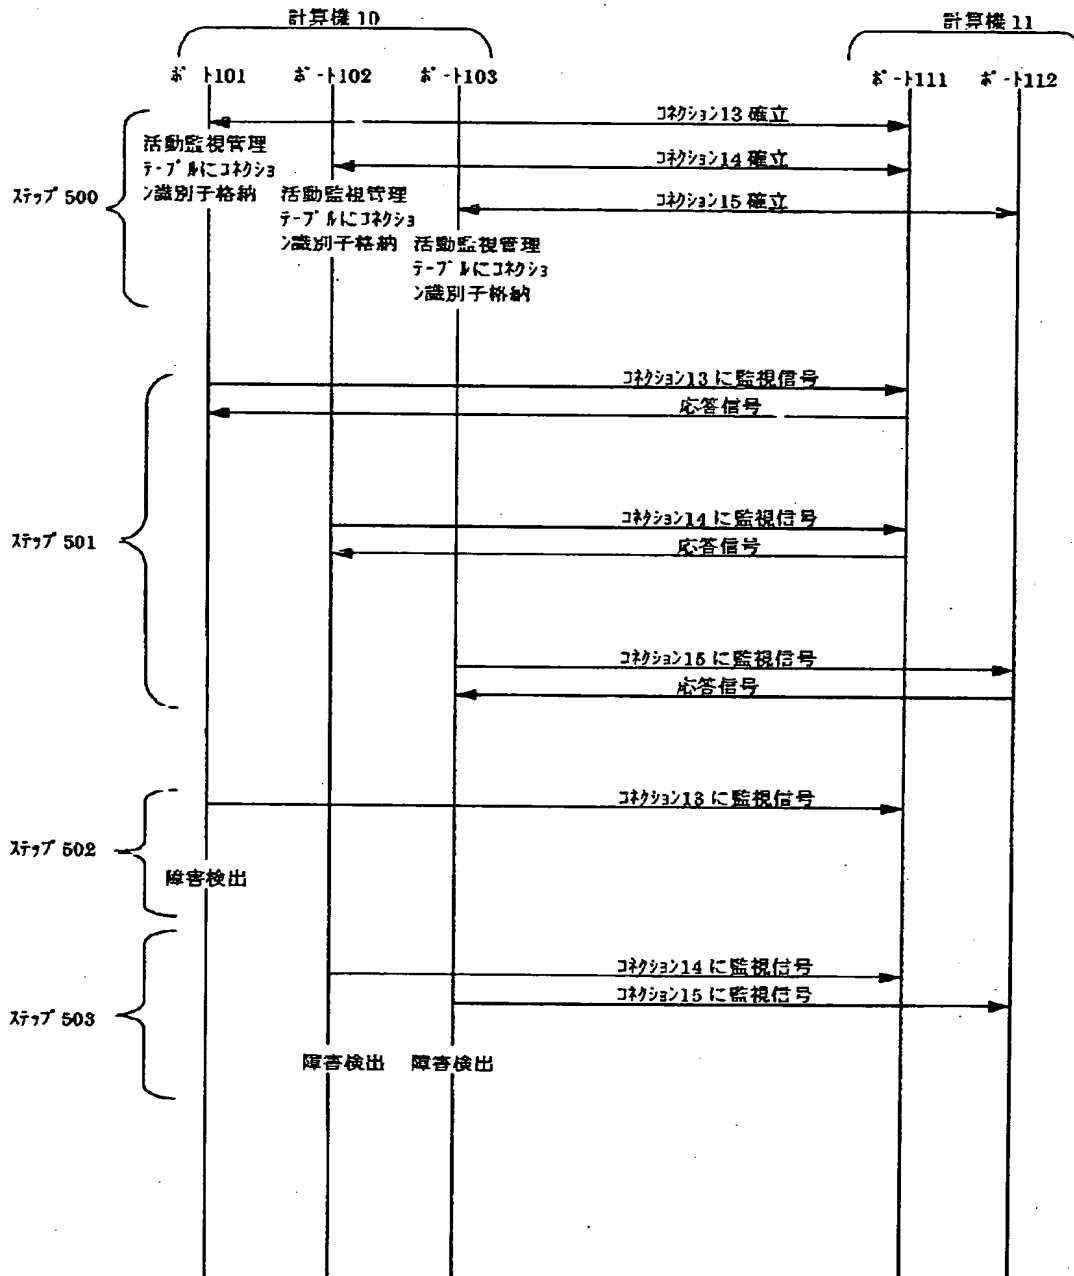 計算機 10
計算機 11
ポート101
ポート102
ポート103
ポート111
ポート112
ステップ 500
コネクション13 確立
活動監視管理
テーブルにコネクショ
ン識別子格納
コネクション14 確立
活動監視管理
テーブルにコネクショ
ン識別子格納
コネクション15 確立
活動監視管理
テーブルにコネクショ
ン識別子格納
ステップ 501
コネクション13 に監視信号
応答信号
コネクション14 に監視信号
応答信号
コネクション15 に監視信号
応答信号
ステップ 502
コネクション13 に監視信号
障害検出
ステップ 503
コネクション14 に監視信号
コネクション15 に監視信号
障害検出
障害検出